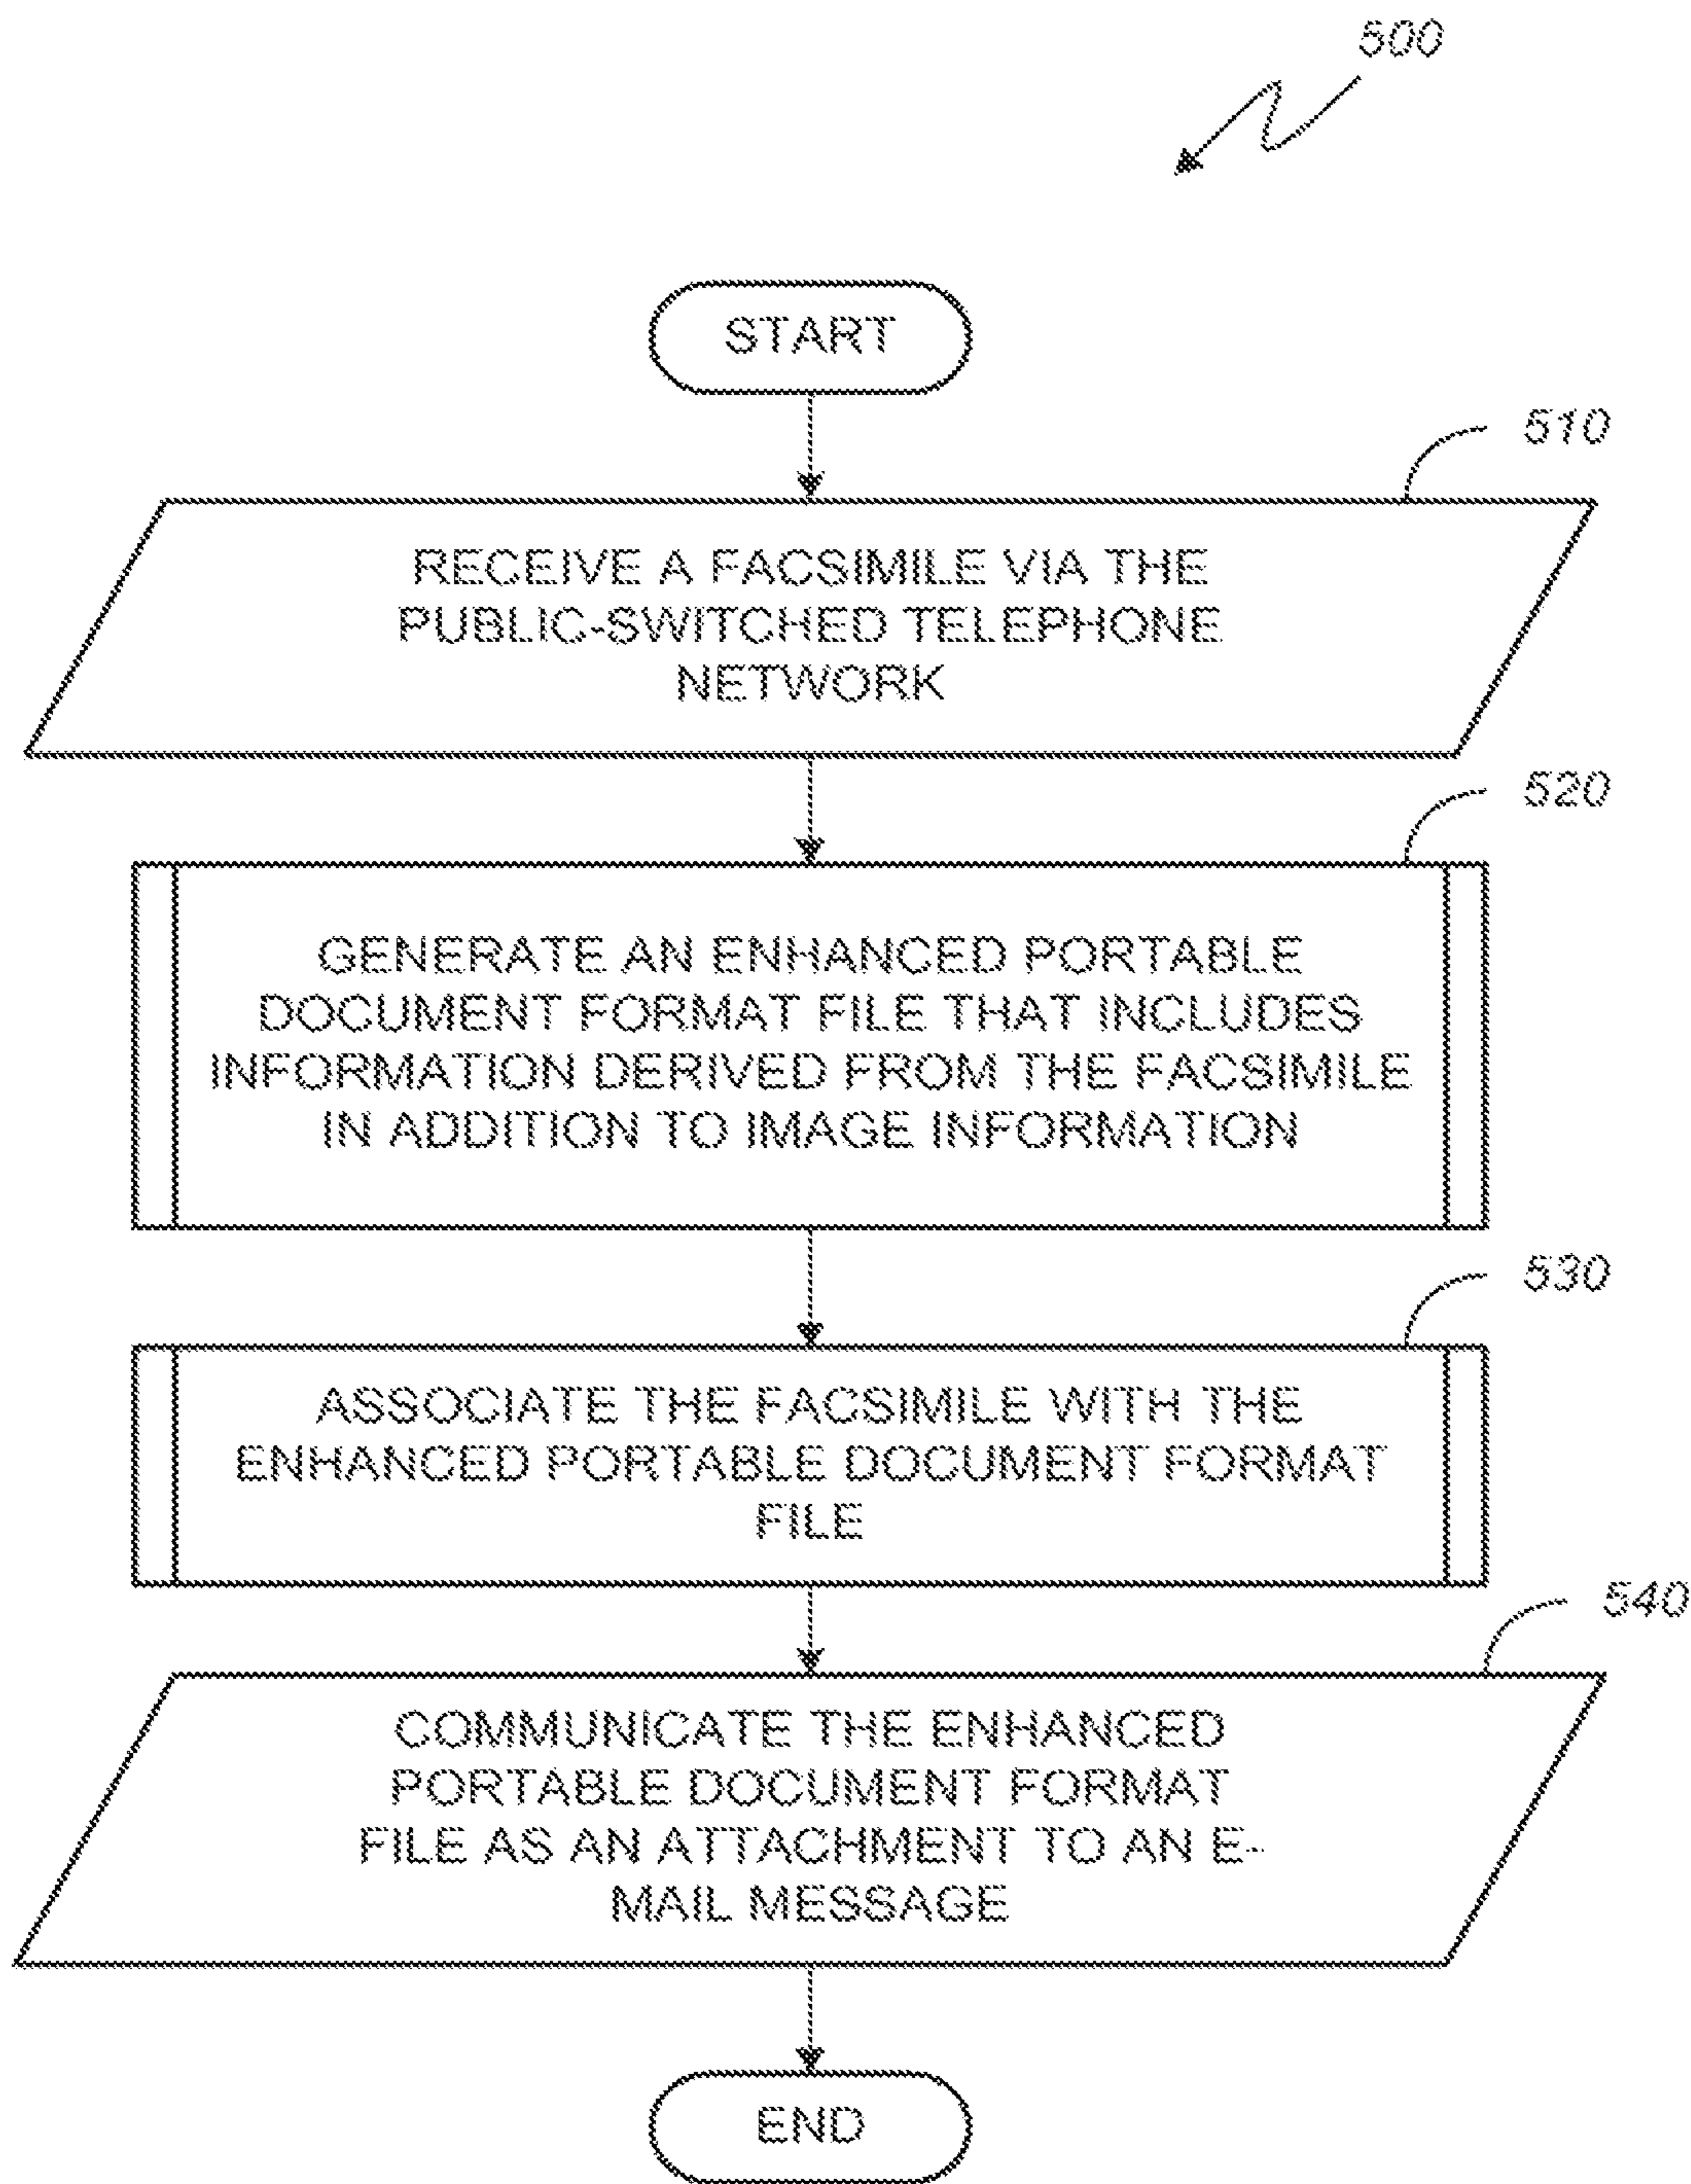 500
START
510
RECEIVE A FACSIMILE VIA THE
PUBLIC-SWITCHED TELEPHONE
NETWORK
520
GENERATE AN ENHANCED PORTABLE
DOCUMENT FORMAT FILE THAT INCLUDES
INFORMATION DERIVED FROM THE FACSIMILE
IN ADDITION TO IMAGE INFORMATION
530
ASSOCIATE THE FACSIMILE WITH THE
ENHANCED PORTABLE DOCUMENT FORMAT
FILE
540
COMMUNICATE THE ENHANCED
PORTABLE DOCUMENT FORMAT
FILE AS AN ATTACHMENT TO AN E-
MAIL MESSAGE
END